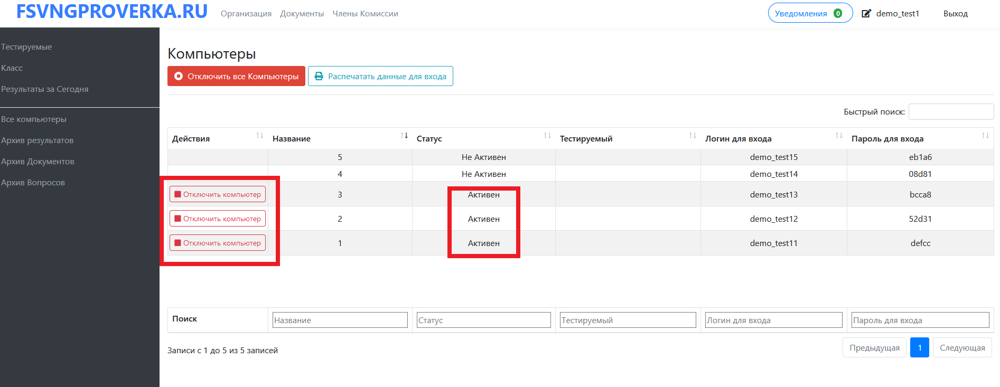 FSVNGPROVERKA.RU Организация Документы Члены Комиссии Уведомления 0 demo_test1 Выход
Тестируемые
Класс
Результаты за Сегодня
Все компьютеры
Архив результатов
Архив Документов
Архив Вопросов
Компьютеры
Отключить все Компьютеры Распечатать данные для входа
Быстрый поиск:
Действия Название Статус Тестируемый Логин для входа Пароль для входа
5 Не Активен demo_test15 eb1a6
4 Не Активен demo_test14 08d81
Отключить компьютер 3 Активен demo_test13 bcca8
Отключить компьютер 2 Активен demo_test12 52d31
Отключить компьютер 1 Активен demo_test11 defcc
Поиск Название Статус Тестируемый Логин для входа Пароль для входа
Записи с 1 до 5 из 5 записей
Предыдущая 1 Следующая